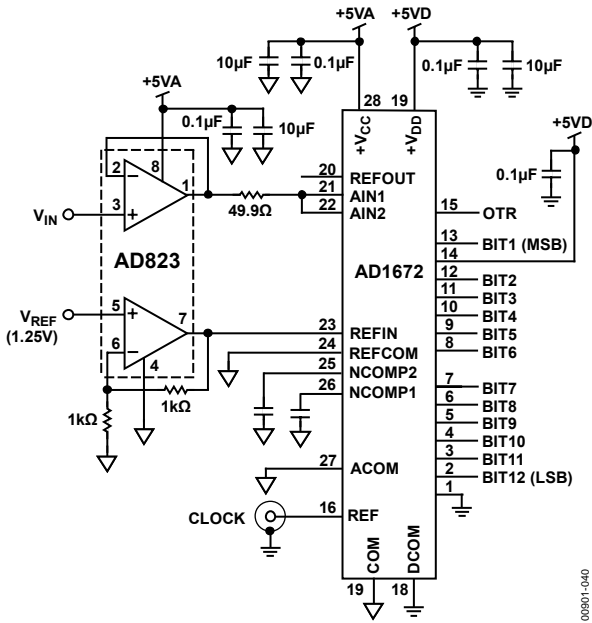 +5VA
+5VD
10µF
0.1µF
0.1µF
10µF
+5VA
28
19
+VCC
+VDD
+5VD
0.1µF
10µF
0.1µF
2
8
1
3
VIN
49.9Ω
AD823
20 REFOUT
21 AIN1
22 AIN2
AD1672
15 OTR
13 BIT1 (MSB)
14
12 BIT2
11 BIT3
10 BIT4
9 BIT5
8 BIT6
7 BIT7
6 BIT8
5 BIT9
4 BIT10
3 BIT11
2 BIT12 (LSB)
1
VREF
(1.25V)
5
7
6
4
1kΩ
1kΩ
23 REFIN
24 REFCOM
25 NCOMP2
26 NCOMP1
27 ACOM
CLOCK
16 REF
COM
DCOM
19
18
00901-040